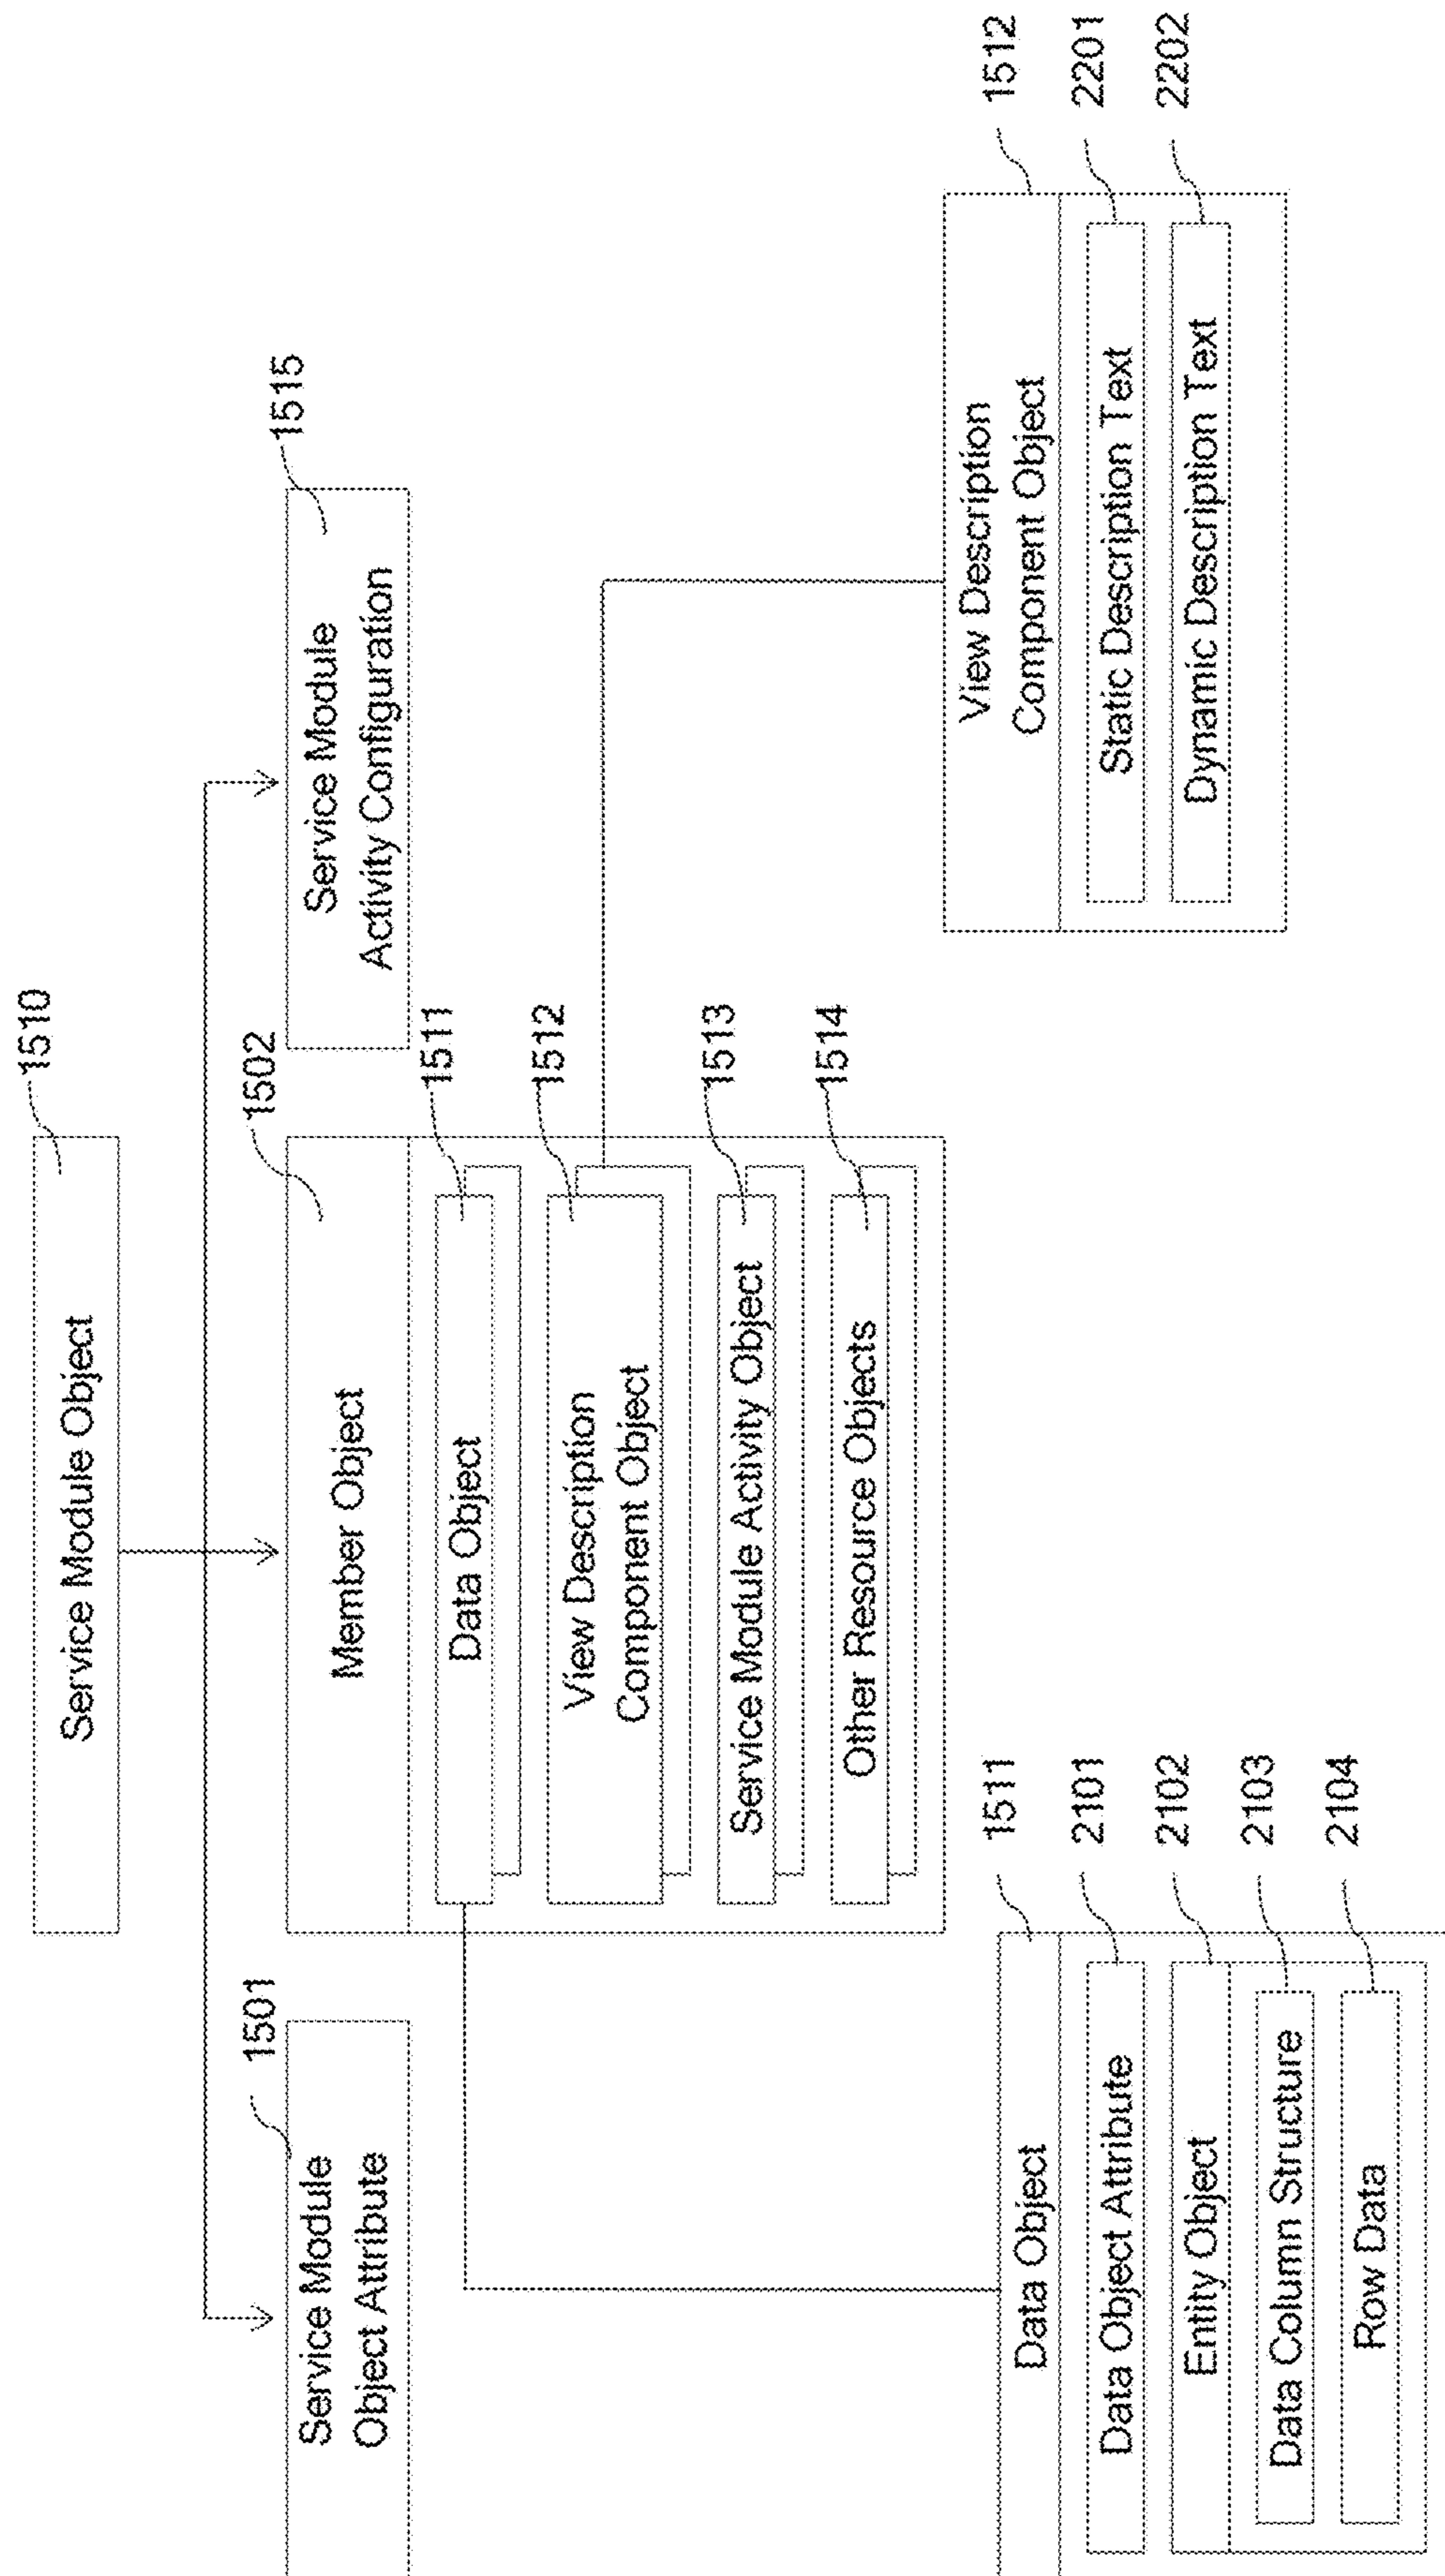 1510
Service Module Object
1501
Service Module
Object Attribute
1502
Member Object
1515
Service Module
Activity Configuration
1511
Data Object
1512
View Description
Component Object
1513
Service Module Activity Object
1514
Other Resource Objects
1511
Data Object
2101
Data Object Attribute
2102
Entity Object
2103
Data Column Structure
2104
Row Data
1512
View Description
Component Object
2201
Static Description Text
2202
Dynamic Description Text